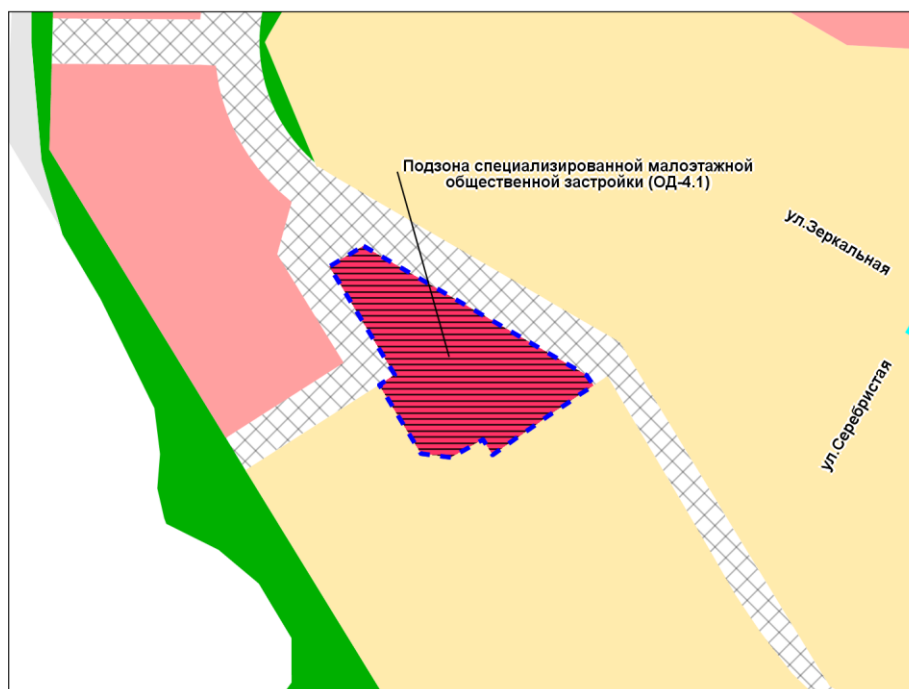 Подзона специализированной малоэтажной
общественной застройки (ОД-4.1)
ул.Зеркальная
ул.Серебристая